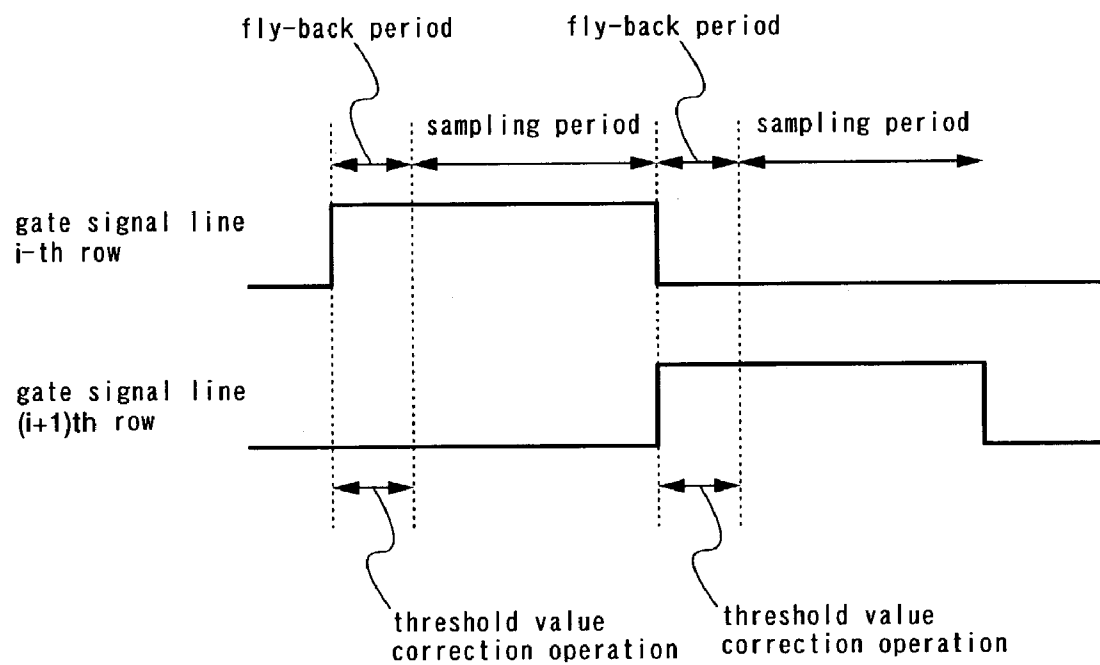 fly-back period
fly-back period
sampling period
sampling period
gate signal line
i-th row
gate signal line
(i+1)th row
threshold value
correction operation
threshold value
correction operation